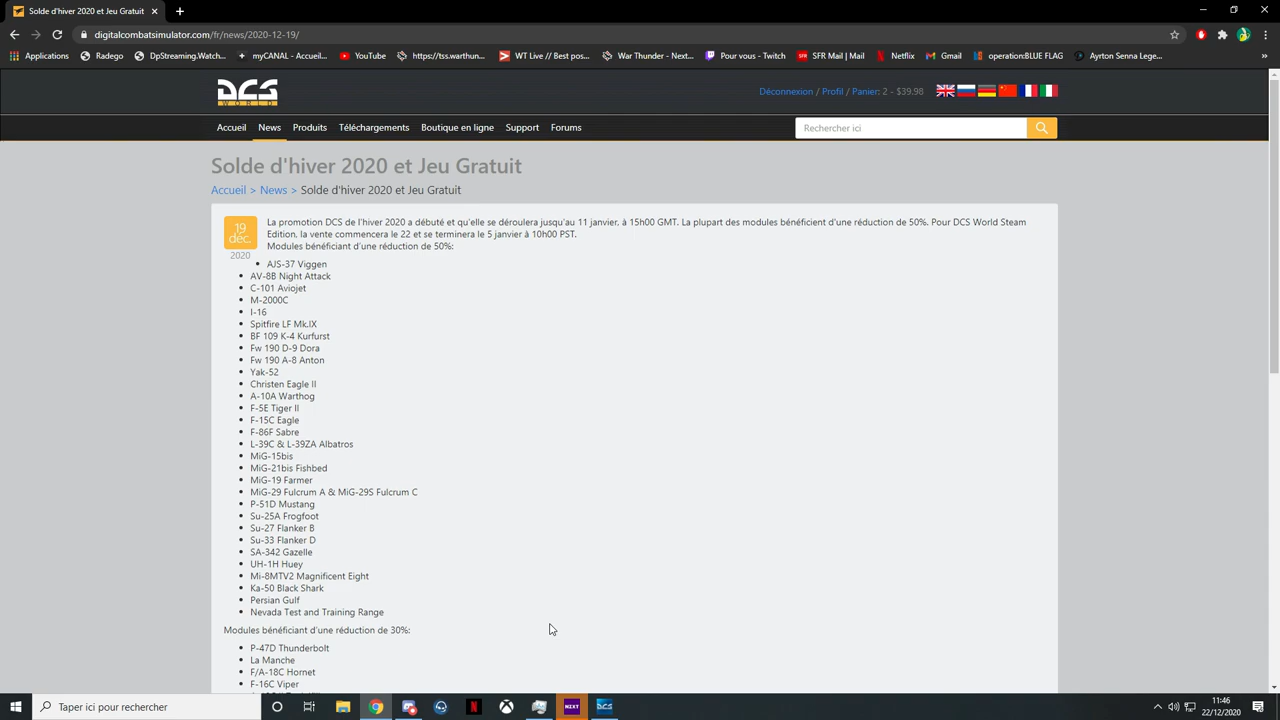 Solde d'hiver 2020 et Jeu Gratuit
digitalcombatsimulator.com/fr/news/2020-12-19/
Applications Radego DpStreaming.Watch... myCANAL - Accueil... YouTube https://tss.warthun... WT Live // Best pla... War Thunder - Next... Pour vous - Twitch SFR Mail | Mail Netflix Gmail operation:BLUE FLAG Ayrton Senna Lege...
DCS
WORLD
Déconnexion / Profil / Panier: 2 - $39.98
Accueil News Produits Téléchargements Boutique en ligne Support Forums
Rechercher ici
Solde d'hiver 2020 et Jeu Gratuit
Accueil > News > Solde d'hiver 2020 et Jeu Gratuit
19
déc.
2020
La promotion DCS de l'hiver 2020 a débuté et qu'elle se déroulera jusqu'au 11 janvier, à 15h00 GMT. La plupart des modules bénéficient d'une réduction de 50%. Pour DCS World Steam
Edition, la vente commencera le 22 et se terminera le 5 janvier à 10h00 PST.
Modules bénéficiant d'une réduction de 50%:
• AJS-37 Viggen
• AV-8B Night Attack
• C-101 Aviojet
• M-2000C
• I-16
• Spitfire LF Mk.IX
• BF 109 K-4 Kurfurst
• Fw 190 D-9 Dora
• Fw 190 A-8 Anton
• Yak-52
• Christen Eagle II
• A-10A Warthog
• F-5E Tiger II
• F-15C Eagle
• F-86F Sabre
• L-39C & L-39ZA Albatros
• MiG-15bis
• MiG-21bis Fishbed
• MiG-19 Farmer
• MiG-29 Fulcrum A & MiG-29S Fulcrum C
• P-51D Mustang
• Su-25A Frogfoot
• Su-27 Flanker B
• Su-33 Flanker D
• SA-342 Gazelle
• UH-1H Huey
• Mi-8MTV2 Magnificent Eight
• Ka-50 Black Shark
• Persian Gulf
• Nevada Test and Training Range
Modules bénéficiant d'une réduction de 30%:
• P-47D Thunderbolt
• La Manche
• F/A-18C Hornet
• F-16C Viper
Taper ici pour rechercher
NEXT
DCS
11:46
22/12/2020